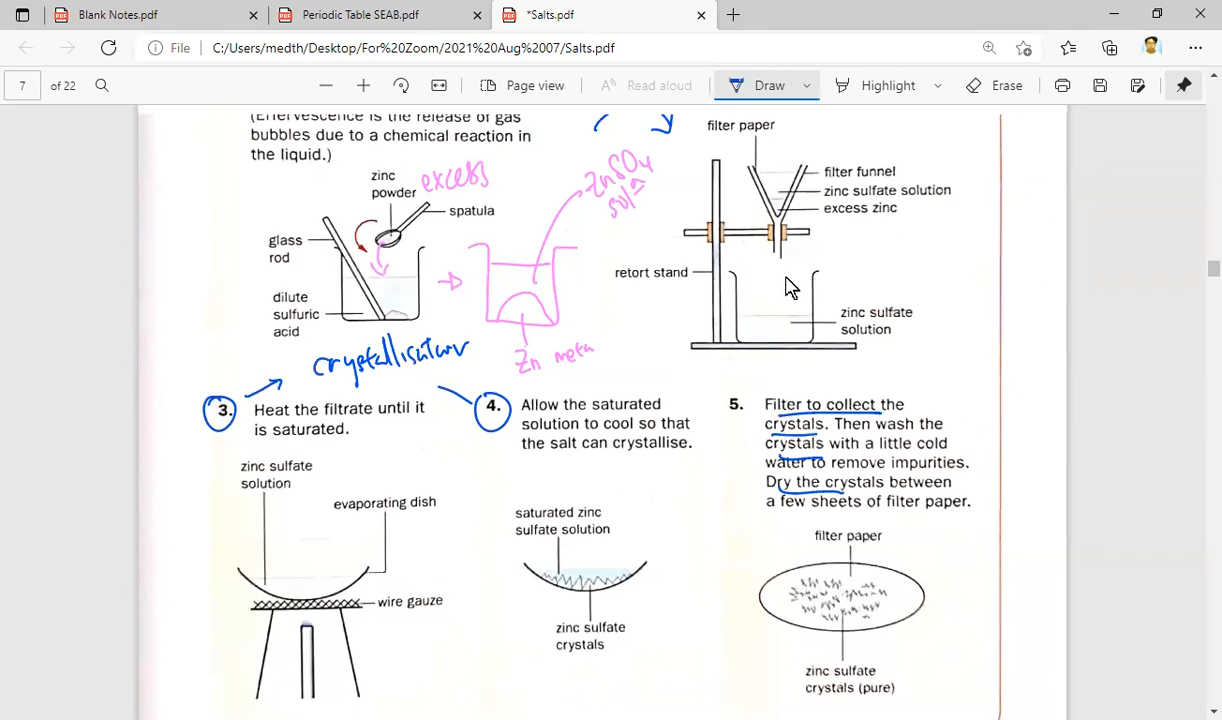 Blank Notes.pdf
Periodic Table SEAB.pdf
*Salts.pdf
File
C:/Users/medth/Desktop/For%20Zoom/2021%20Aug%2007/Salts.pdf
7 of 22
Page view
Read aloud
Draw
Highlight
Erase
(Effervescence is the release of gas
bubbles due to a chemical reaction in
the liquid.)
zinc
powder
excess
spatula
glass
rod
dilute
sulfuric
acid
ZnSO4
solⁿ
Zn metal
filter paper
filter funnel
zinc sulfate solution
excess zinc
retort stand
zinc sulfate
solution
crystallisation
3. Heat the filtrate until it
is saturated.
zinc sulfate
solution
evaporating dish
wire gauze
4. Allow the saturated
solution to cool so that
the salt can crystallise.
saturated zinc
sulfate solution
zinc sulfate
crystals
5. Filter to collect the
crystals. Then wash the
crystals with a little cold
water to remove impurities.
Dry the crystals between
a few sheets of filter paper.
filter paper
zinc sulfate
crystals (pure)